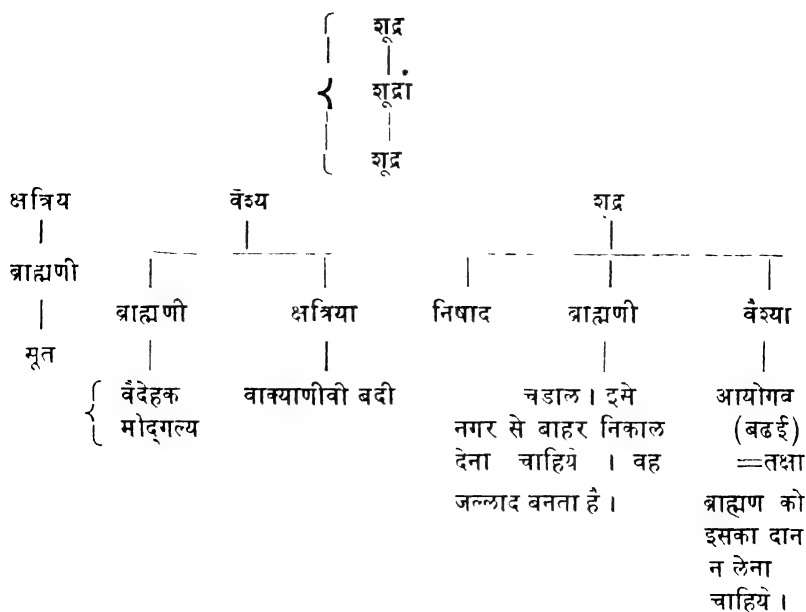 शूद्र
शूद्रां
शूद्र
क्षत्रिय वैश्य शूद्र
ब्राह्मणी
ब्राह्मणी क्षत्रिया निषाद ब्राह्मणी वैश्या
सूत
वैदेहक वाक्याणीवी बदी चडाल । इसे आयोगव
मोद्गल्य नगर से बाहर निकाल (बढई)
देना चाहिये । वह =तक्षा
जल्लाद बनता है । ब्राह्मण को
इसका दान
न लेना
चाहिये ।